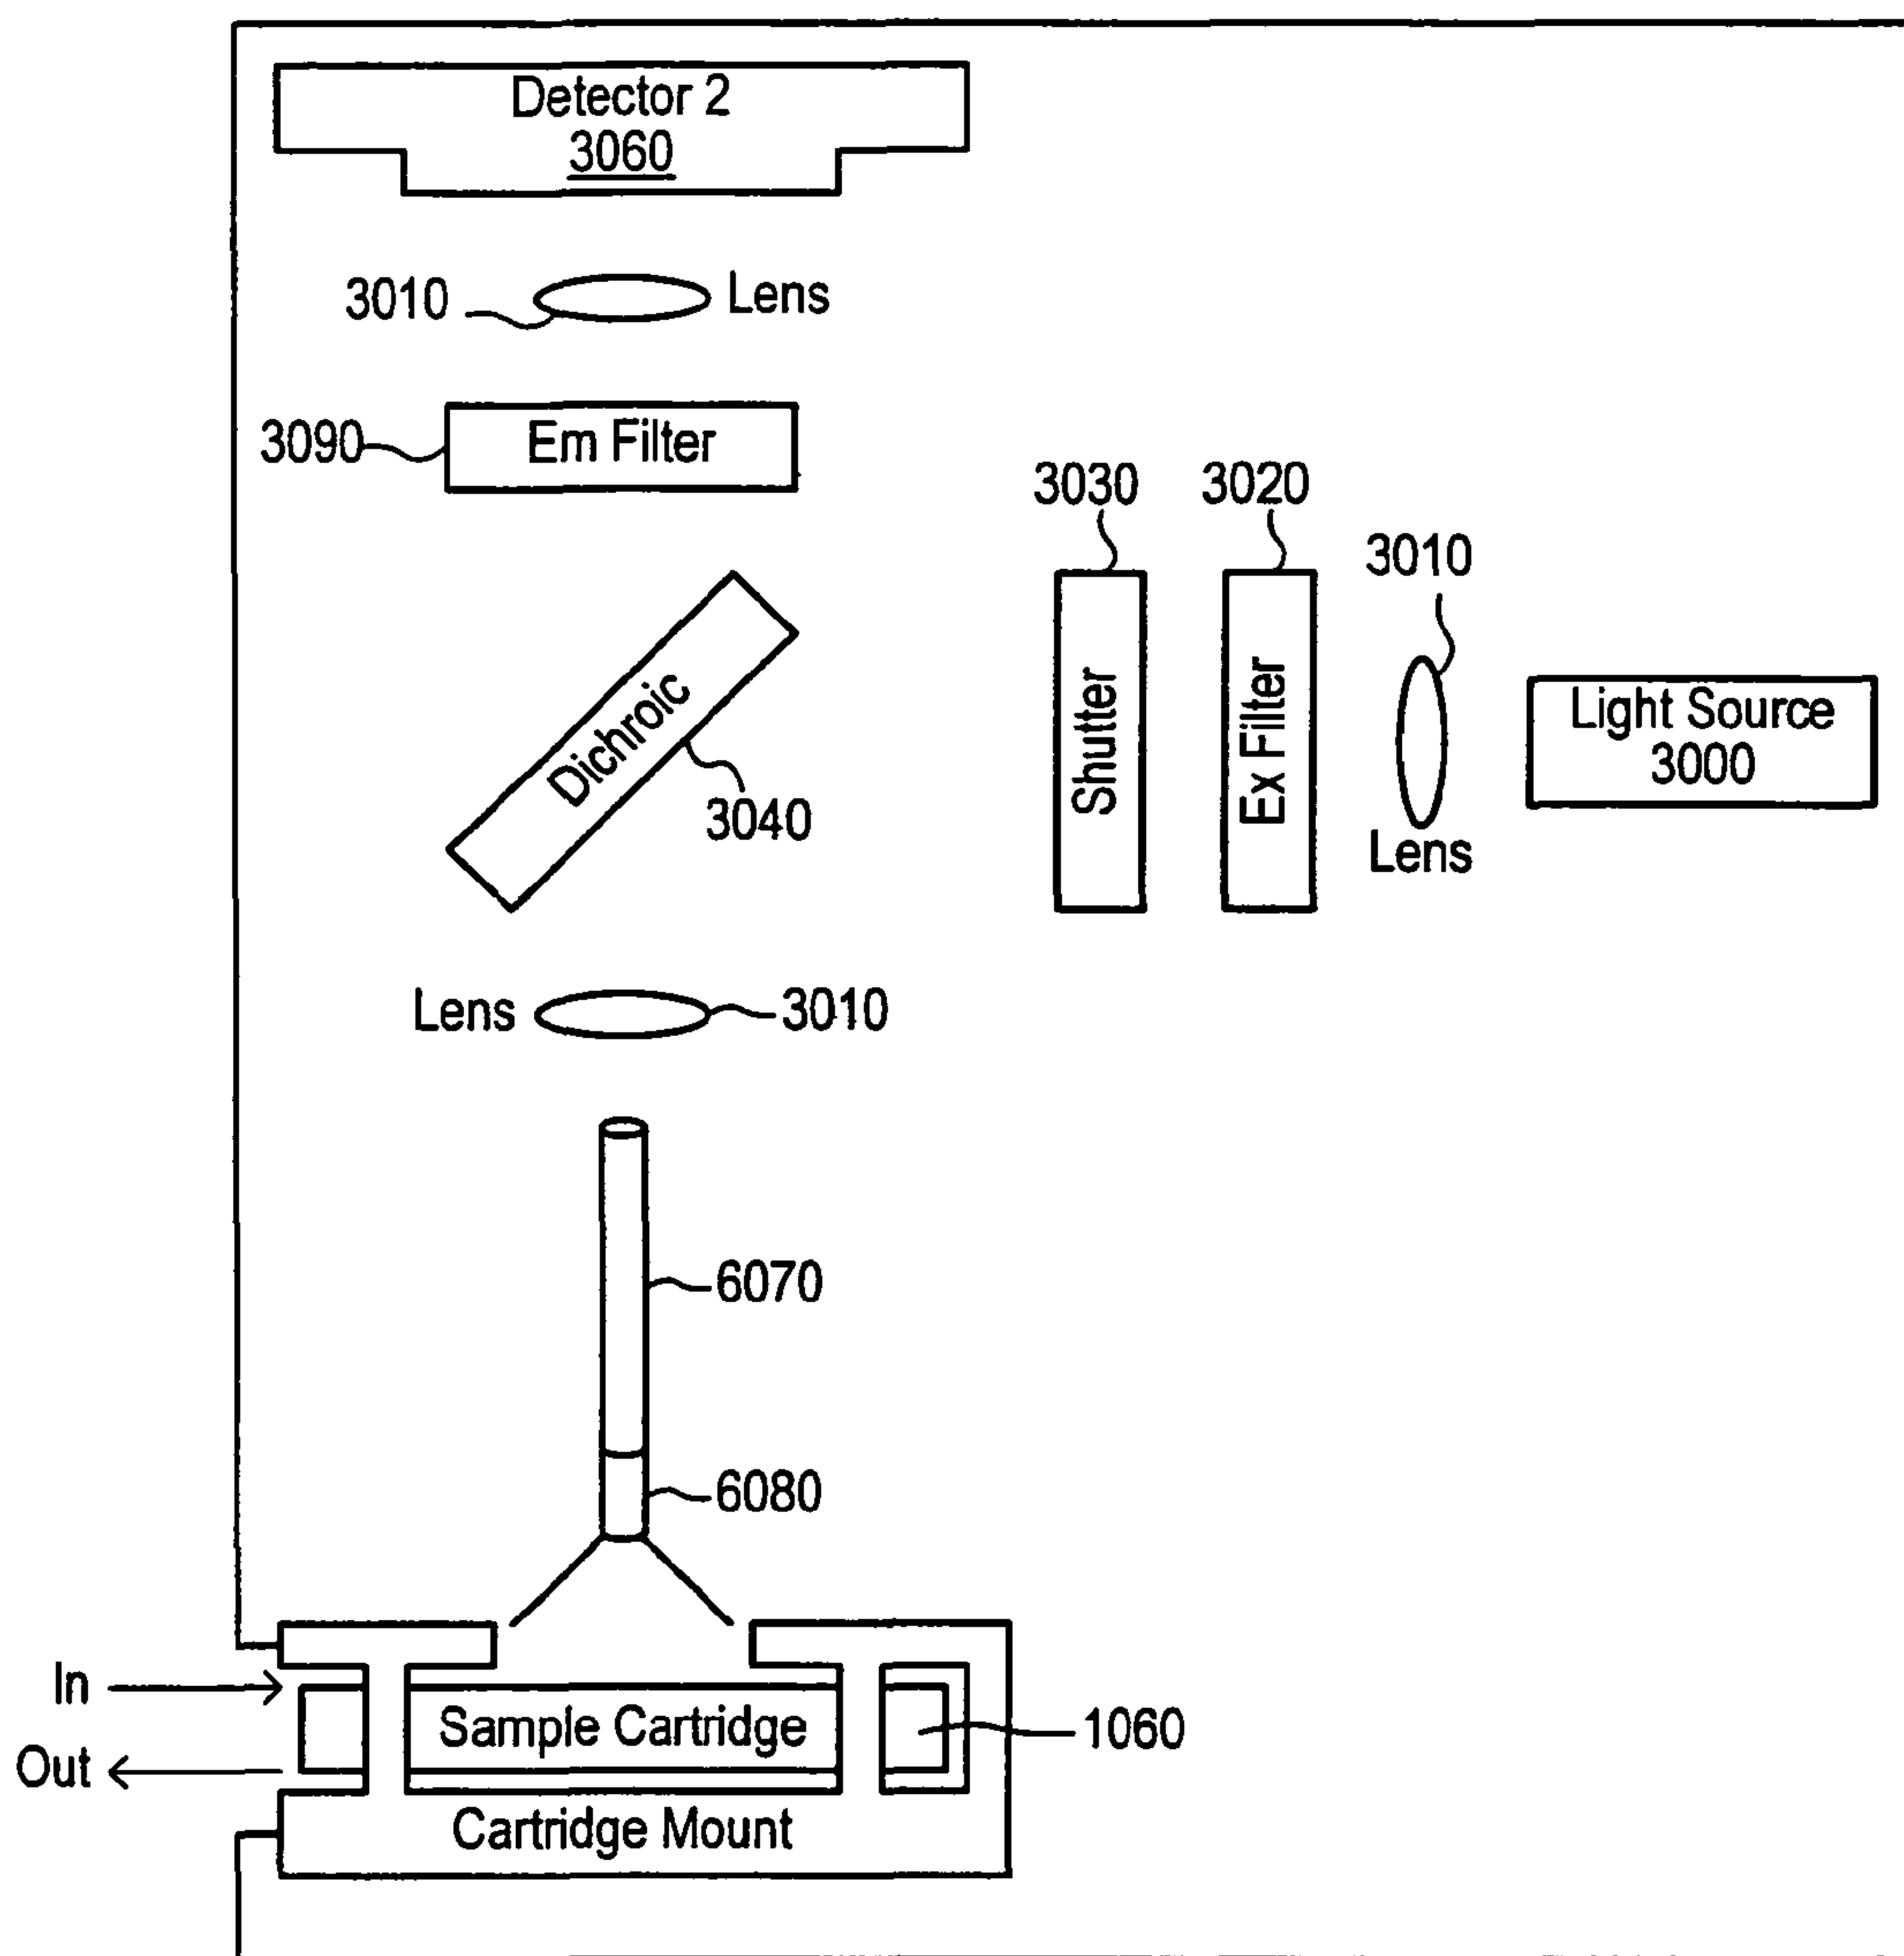 Detector 2
3060
3010
Lens
Em Filter
3090
3030
3020
3010
Shutter
Ex Filter
Lens
Light Source
3000
Dichroic
3040
Lens
3010
6070
6080
In
Out
Sample Cartridge
1060
Cartridge Mount